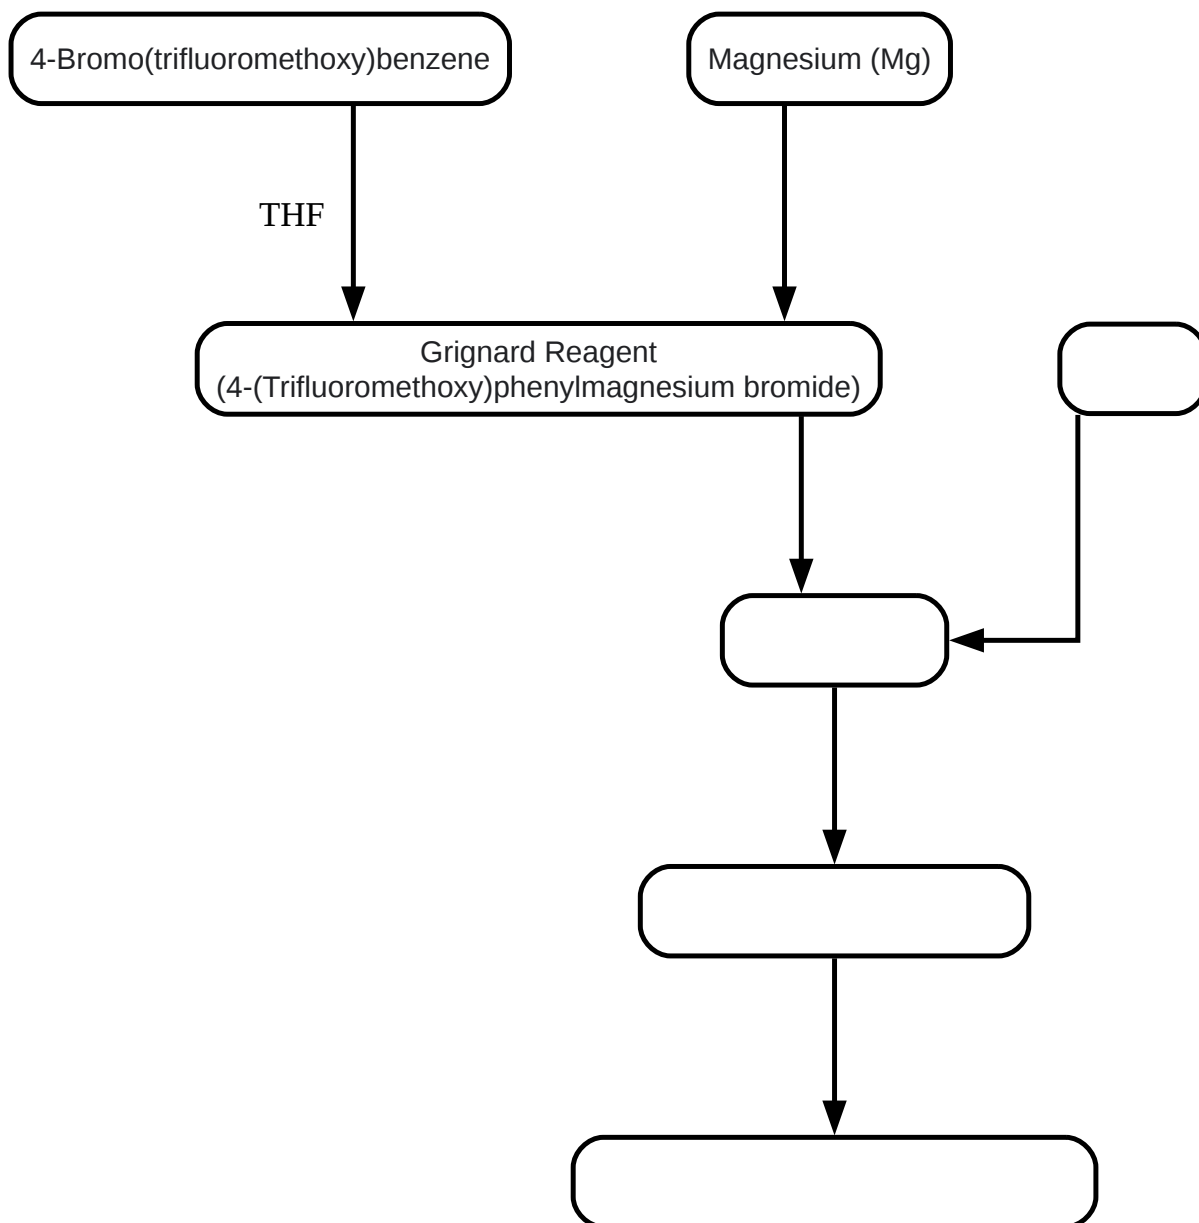 4-Bromo(trifluoromethoxy)benzene
Magnesium (Mg)
THF
Grignard Reagent
(4-(Trifluoromethoxy)phenylmagnesium bromide)